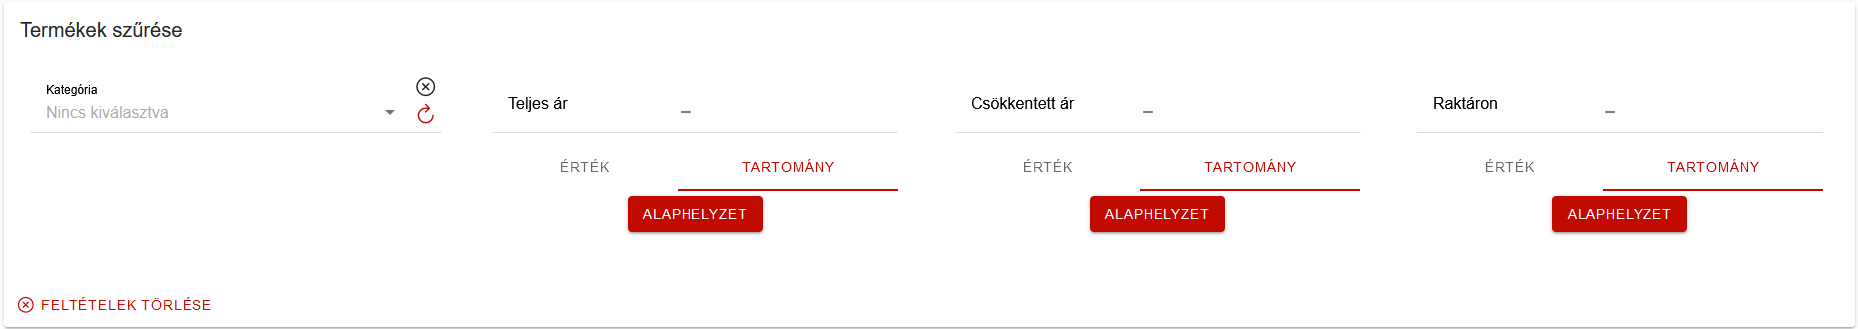 Termékek szűrése
Kategória
Nincs kiválasztva
Teljes ár –
ÉRTÉK TARTOMÁNY
ALAPHELYZET
Csökkentett ár –
ÉRTÉK TARTOMÁNY
ALAPHELYZET
Raktáron –
ÉRTÉK TARTOMÁNY
ALAPHELYZET
FELTÉTELEK TÖRLÉSE